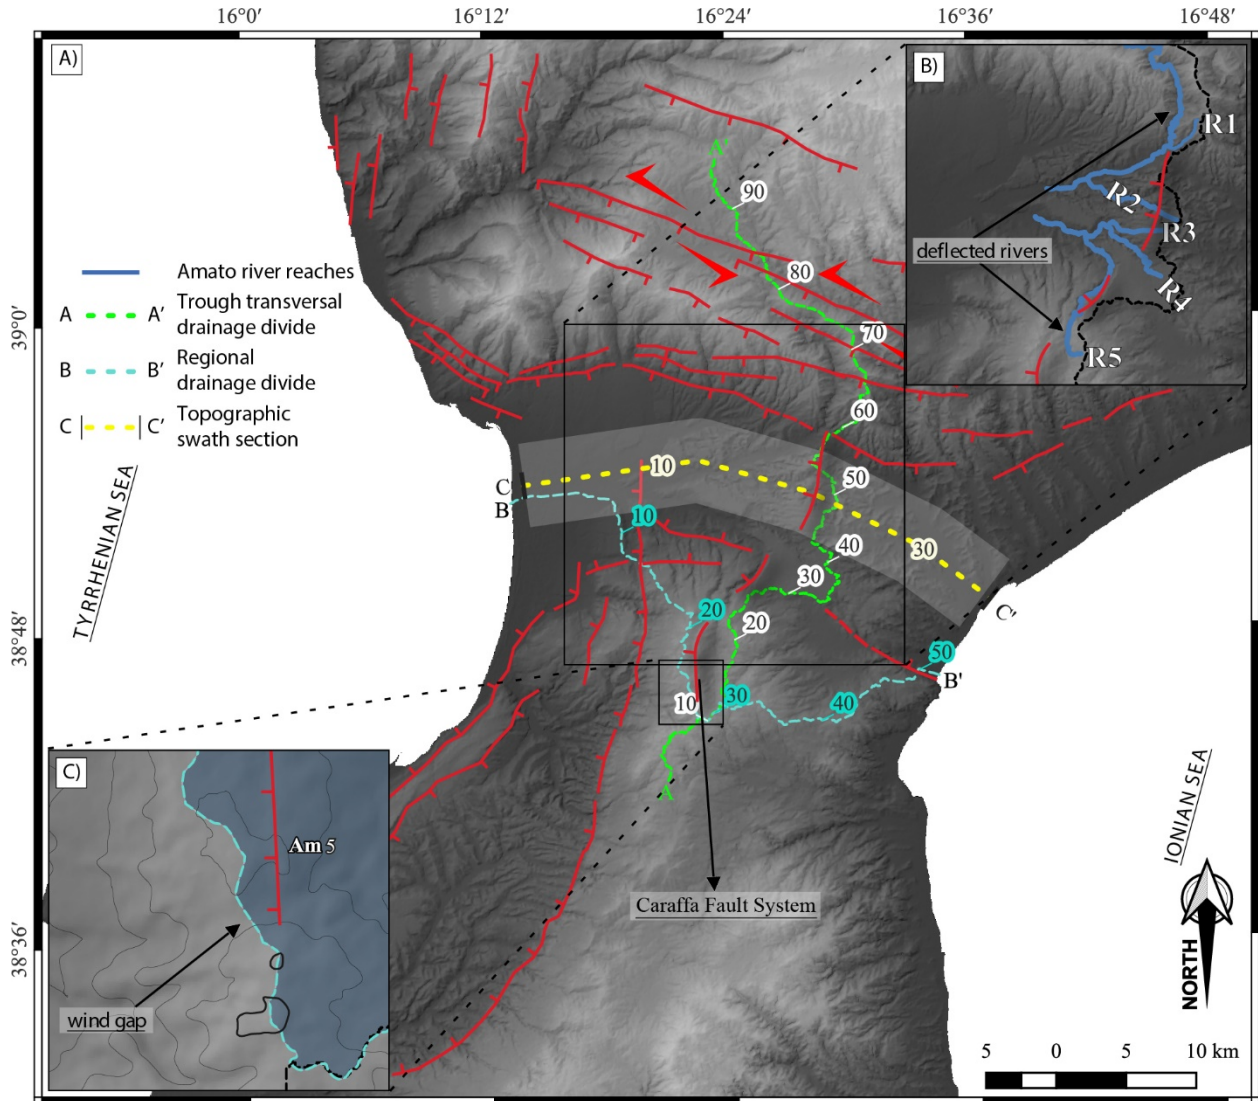 16°0′ 16°12′ 16°24′ 16°36′ 16°48′
A)
B)
R1
R2
R3
R4
R5
deflected rivers
Amato river reaches
A A′ Trough transversal
drainage divide
B B′ Regional
drainage divide
C C′ Topographic
swath section
39°0′
38°48′
38°36′
TYRRHENIAN SEA
IONIAN SEA
A′
90
80
70
60
50
40
30
20
10
A
C
10
30
C′
B
10
20
30
40
50
B'
Caraffa Fault System
C)
Am 5
wind gap
NORTH
5 0 5 10 km